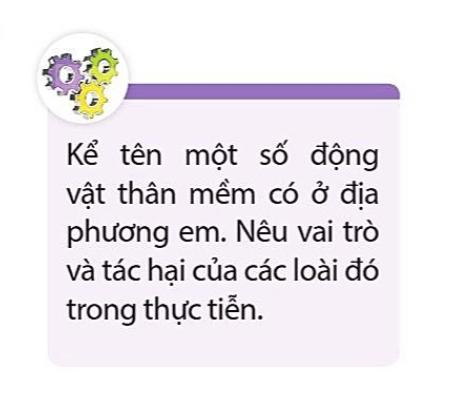 Kể tên một số động
vật thân mềm có ở địa
phương em. Nêu vai trò
và tác hại của các loài đó
trong thực tiễn.